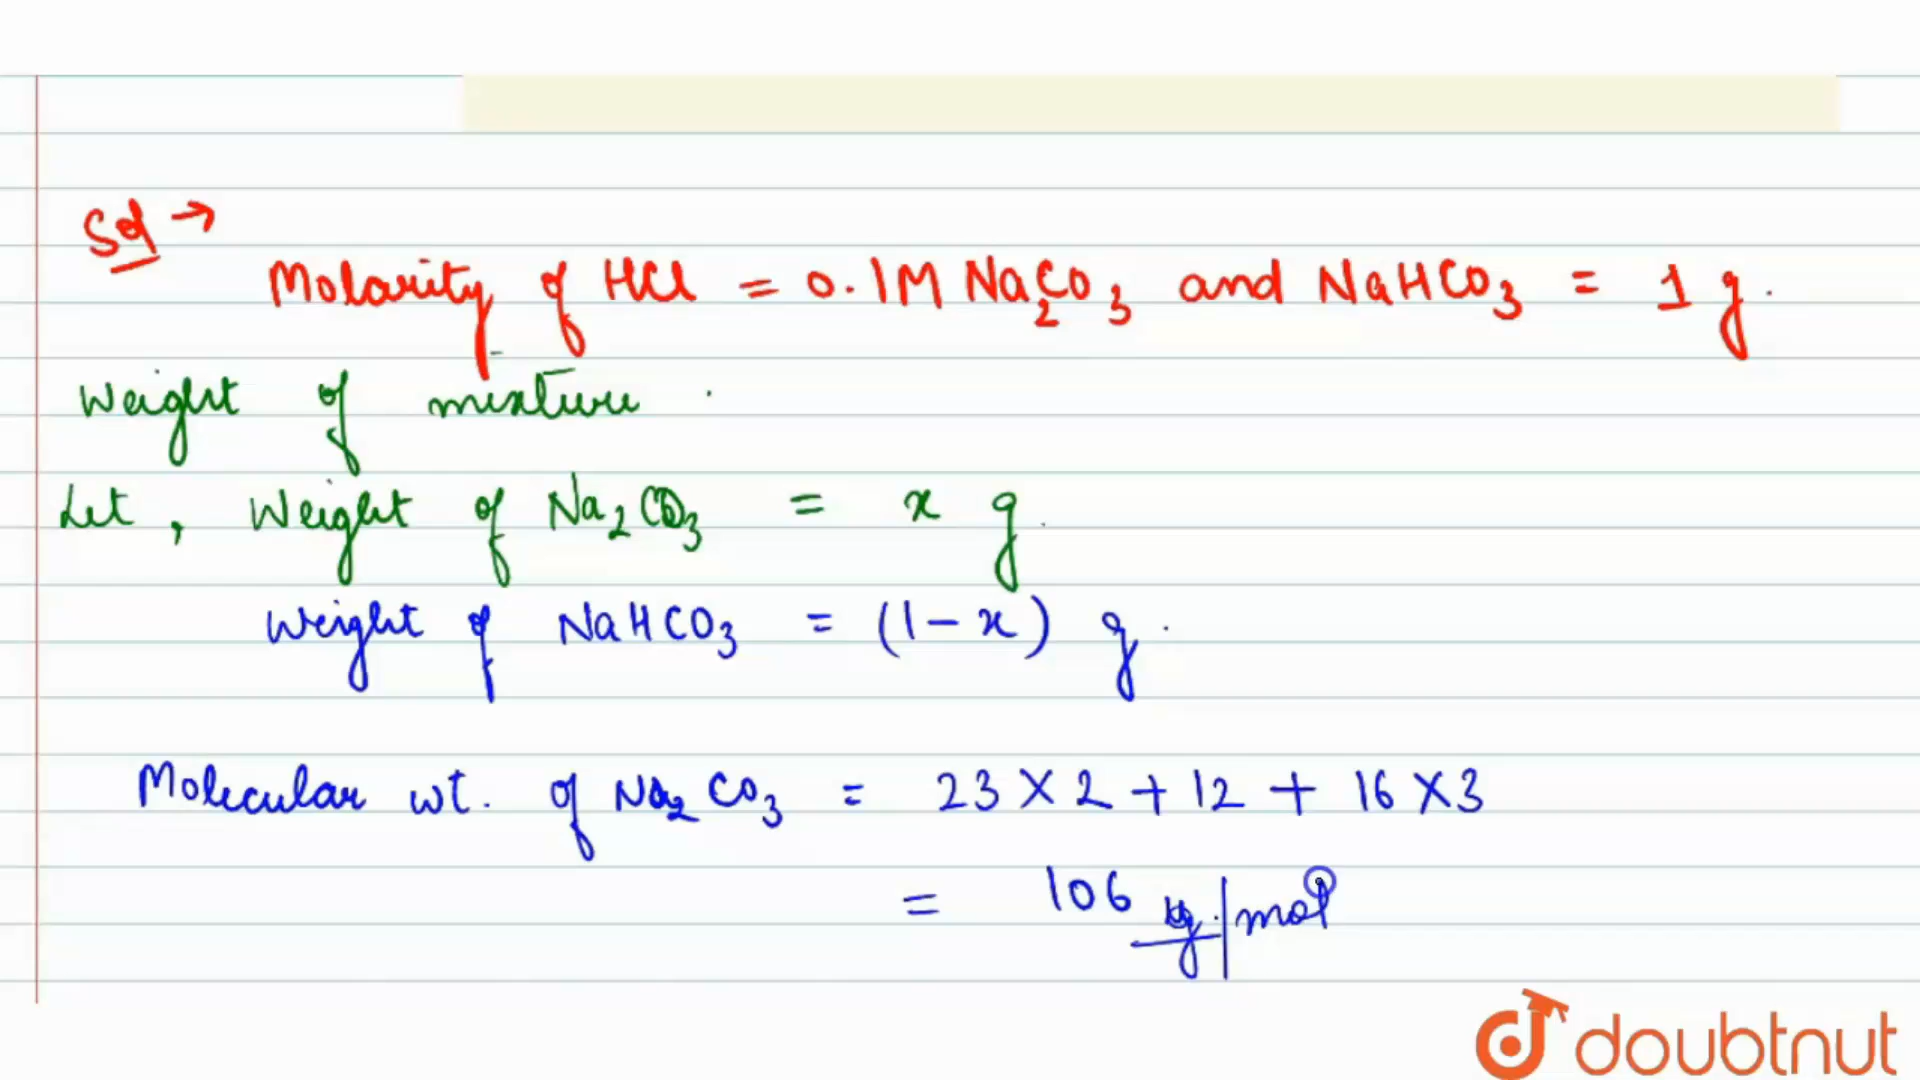 Sol →
Molarity of HCl = 0.1M Na2CO3 and NaHCO3 = 1 g.
Weight of mixture.
Let, Weight of Na2CO3 = x g.
Weight of NaHCO3 = (1-x) g.
Molecular wt. of Na2CO3 = 23 X 2 + 12 + 16 X 3
= 106 g/mol
doubtnut